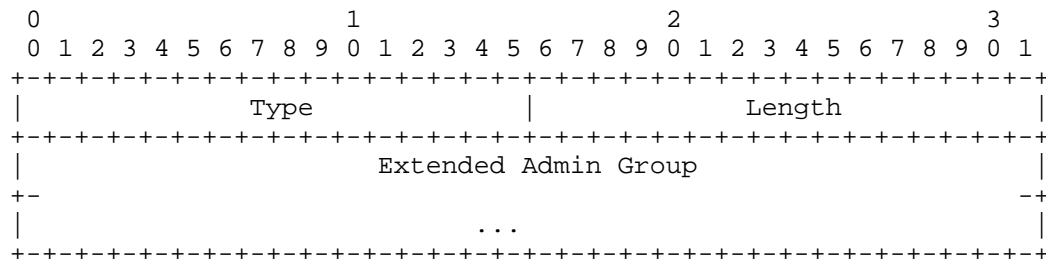 0                   1                   2                   3
 0 1 2 3 4 5 6 7 8 9 0 1 2 3 4 5 6 7 8 9 0 1 2 3 4 5 6 7 8 9 0 1
+-+-+-+-+-+-+-+-+-+-+-+-+-+-+-+-+-+-+-+-+-+-+-+-+-+-+-+-+-+-+-+-+
|              Type             |             Length            |
+-+-+-+-+-+-+-+-+-+-+-+-+-+-+-+-+-+-+-+-+-+-+-+-+-+-+-+-+-+-+-+-+
|                      Extended Admin Group                     |
+-                                                             -+
|                            ...                                |
+-+-+-+-+-+-+-+-+-+-+-+-+-+-+-+-+-+-+-+-+-+-+-+-+-+-+-+-+-+-+-+-+